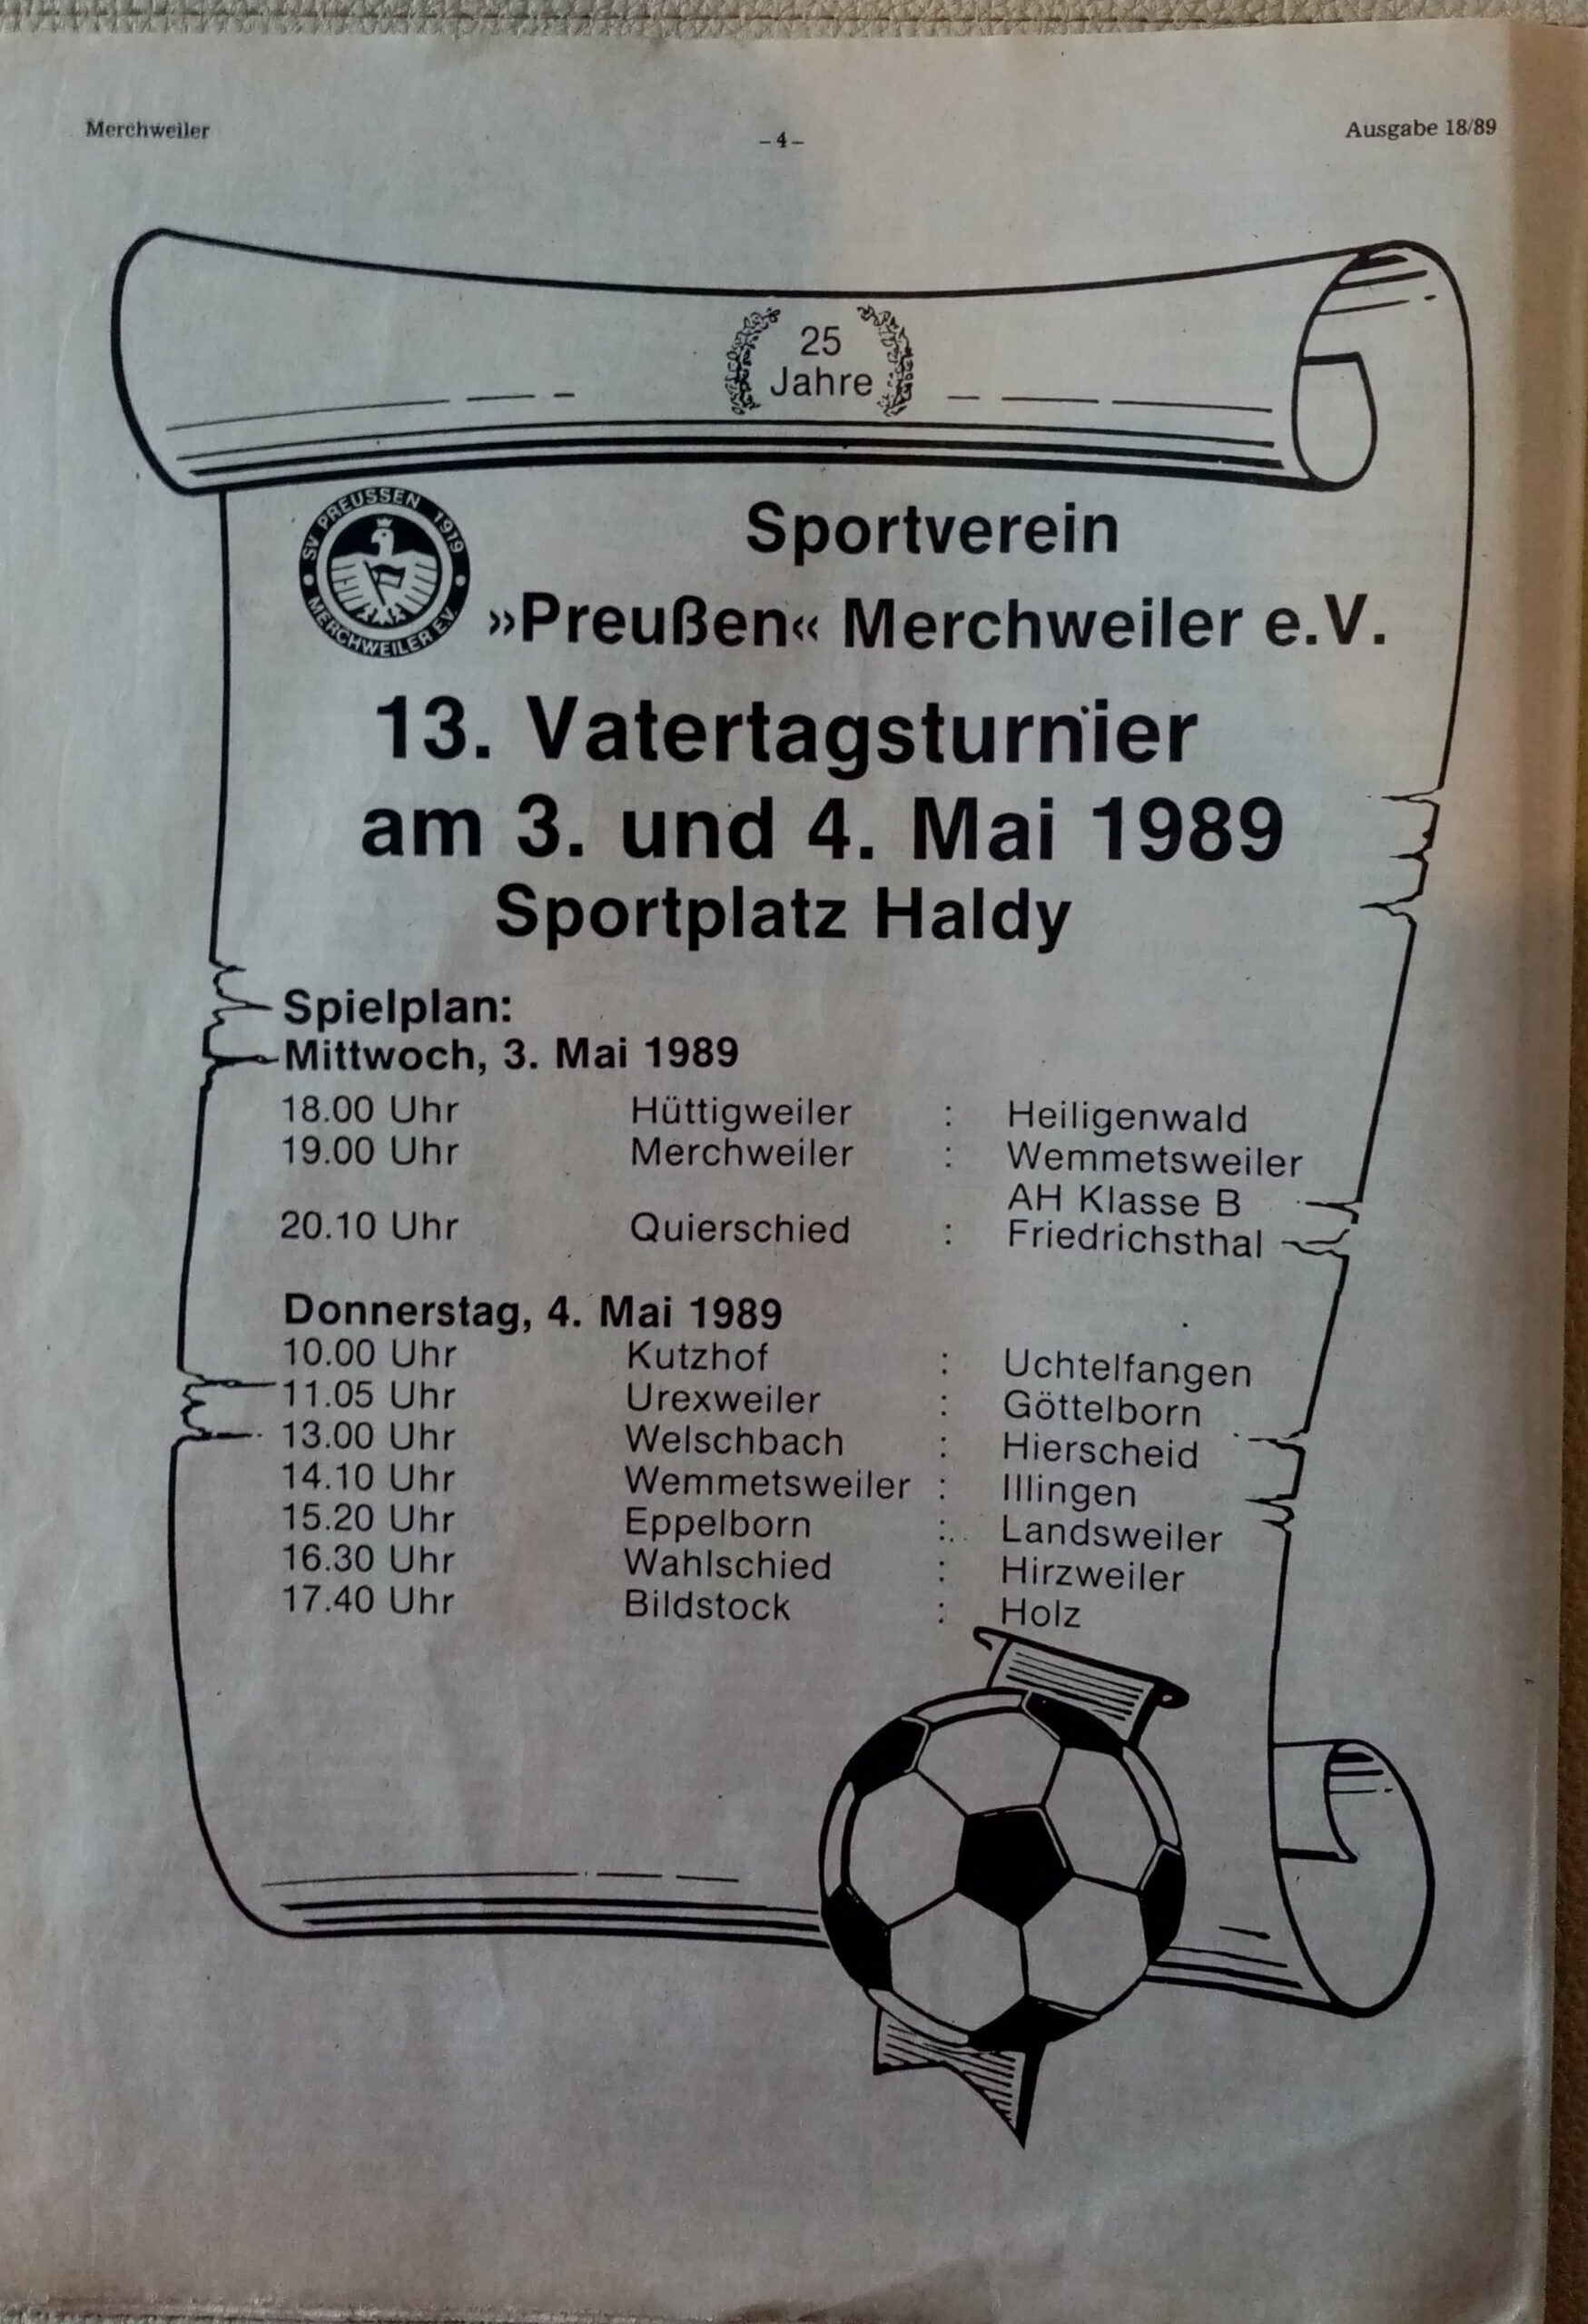 Merchweiler
– 4 –
Ausgabe 18/89
25
Jahre
SV PREUSSEN 1919
MERCHWEILER E.V.
Sportverein
»Preußen« Merchweiler e.V.
13. Vatertagsturnier
am 3. und 4. Mai 1989
Sportplatz Haldy
Spielplan:
Mittwoch, 3. Mai 1989
18.00 Uhr Hüttigweiler : Heiligenwald
19.00 Uhr Merchweiler : Wemmetsweiler
AH Klasse B
20.10 Uhr Quierschied : Friedrichsthal
Donnerstag, 4. Mai 1989
10.00 Uhr Kutzhof : Uchtelfangen
11.05 Uhr Urexweiler : Göttelborn
13.00 Uhr Welschbach : Hierscheid
14.10 Uhr Wemmetsweiler : Illingen
15.20 Uhr Eppelborn : Landsweiler
16.30 Uhr Wahlschied : Hirzweiler
17.40 Uhr Bildstock : Holz